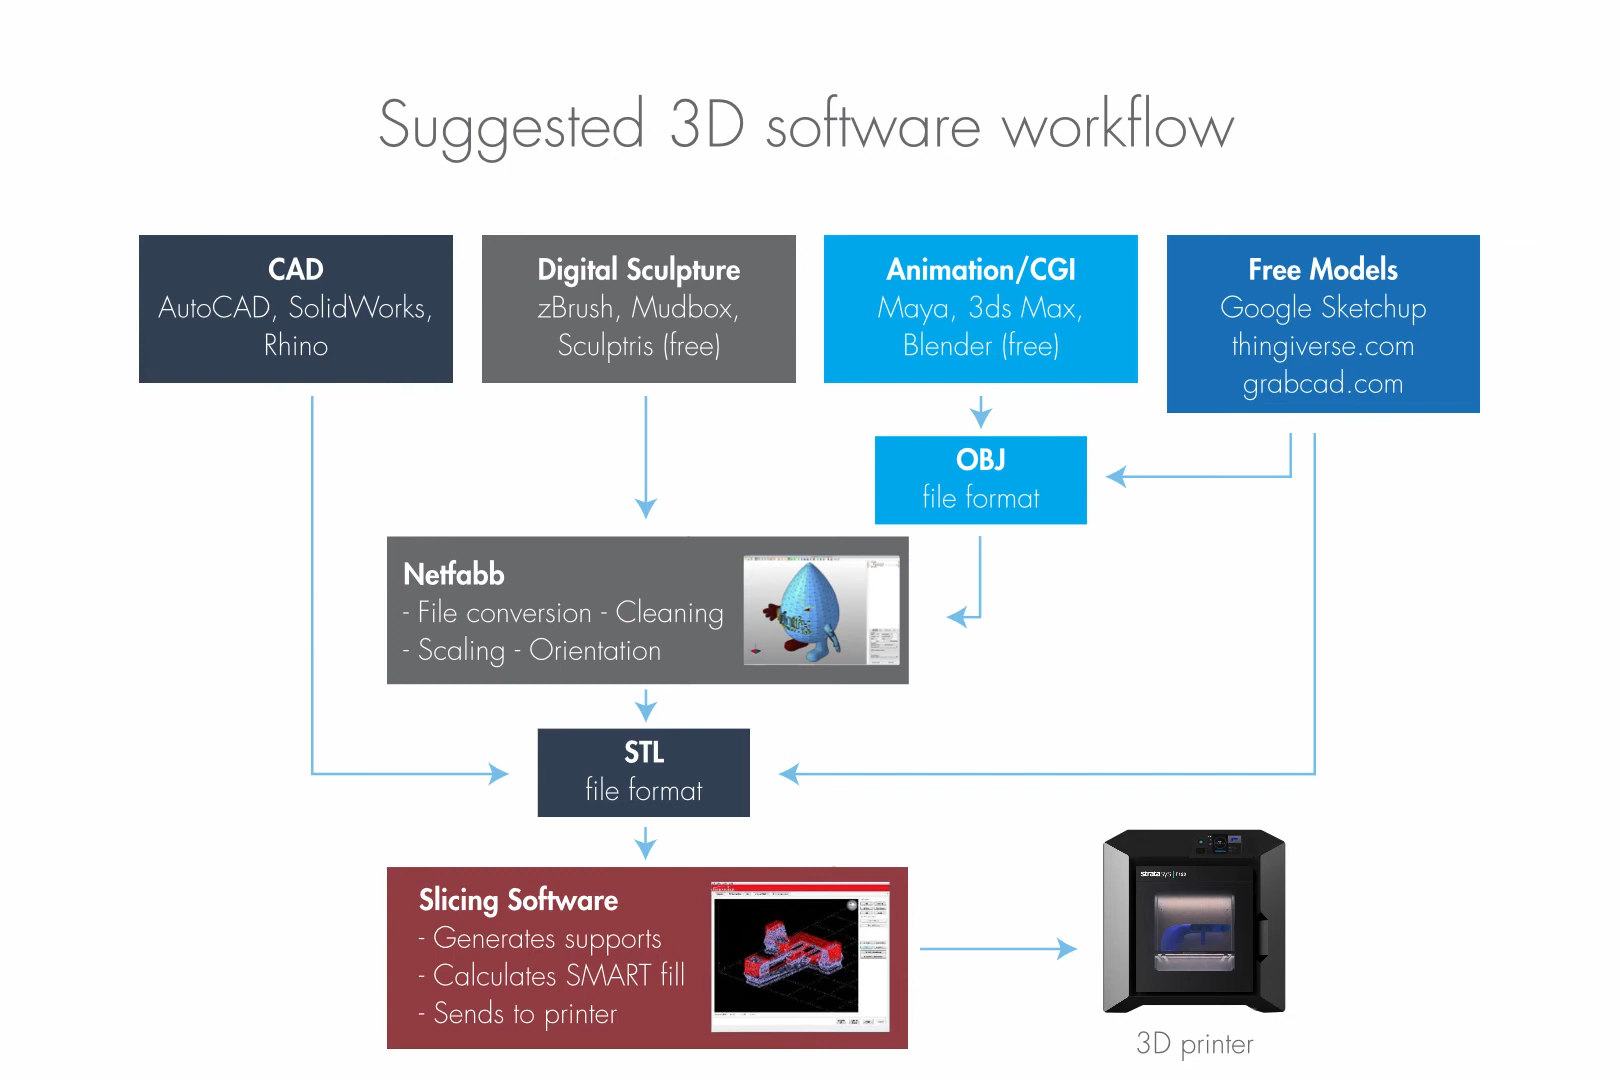 Suggested 3D software workflow
CAD
AutoCAD, SolidWorks,
Rhino
Digital Sculpture
zBrush, Mudbox,
Sculptris (free)
Animation/CGI
Maya, 3ds Max,
Blender (free)
Free Models
Google Sketchup
thingiverse.com
grabcad.com
OBJ
file format
Netfabb
- File conversion - Cleaning
- Scaling - Orientation
STL
file format
Slicing Software
- Generates supports
- Calculates SMART fill
- Sends to printer
stratasys
3D printer